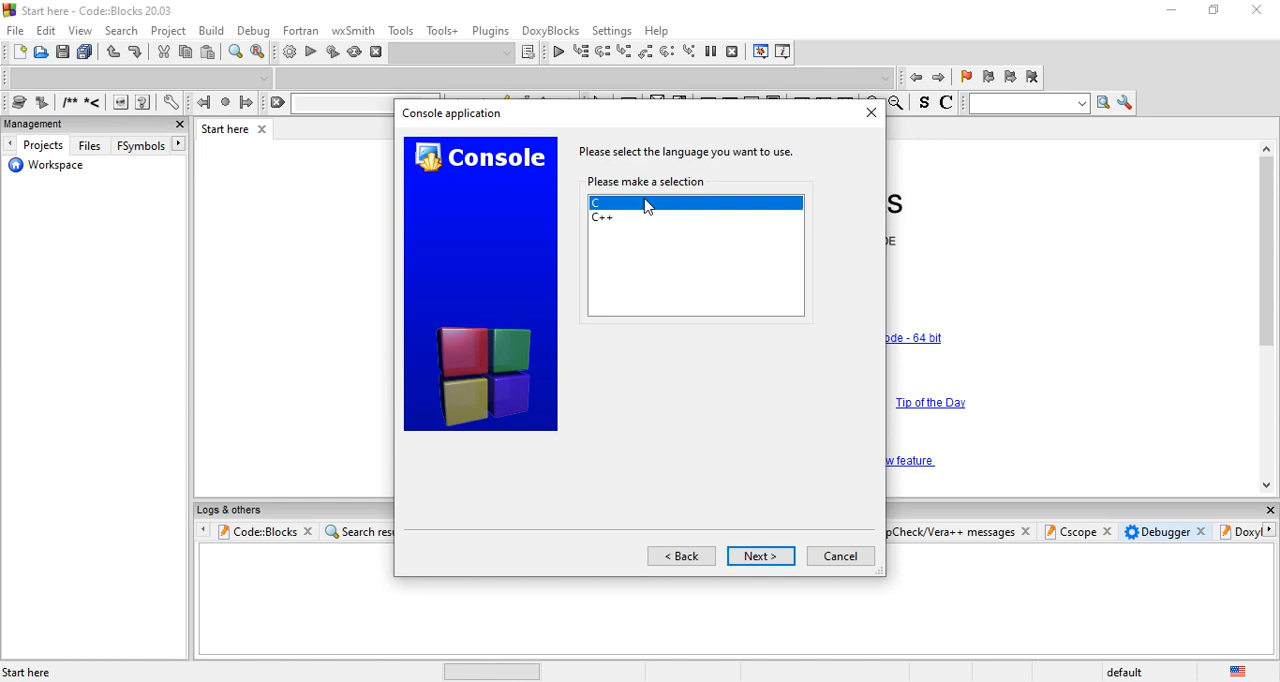 Start here - Code::Blocks 20.03
File Edit View Search Project Build Debug Fortran wxSmith Tools Tools+ Plugins DoxyBlocks Settings Help
/** *<
S C
Management
Projects Files FSymbols
Workspace
Start here
Console application
Console
Please select the language you want to use.
Please make a selection
C
C++
S
DE
ode - 64 bit
Tip of the Day
w feature
< Back Next > Cancel
Logs & others
Code::Blocks Search resu pCheck/Vera++ messages Cscope Debugger Doxyl
Start here default